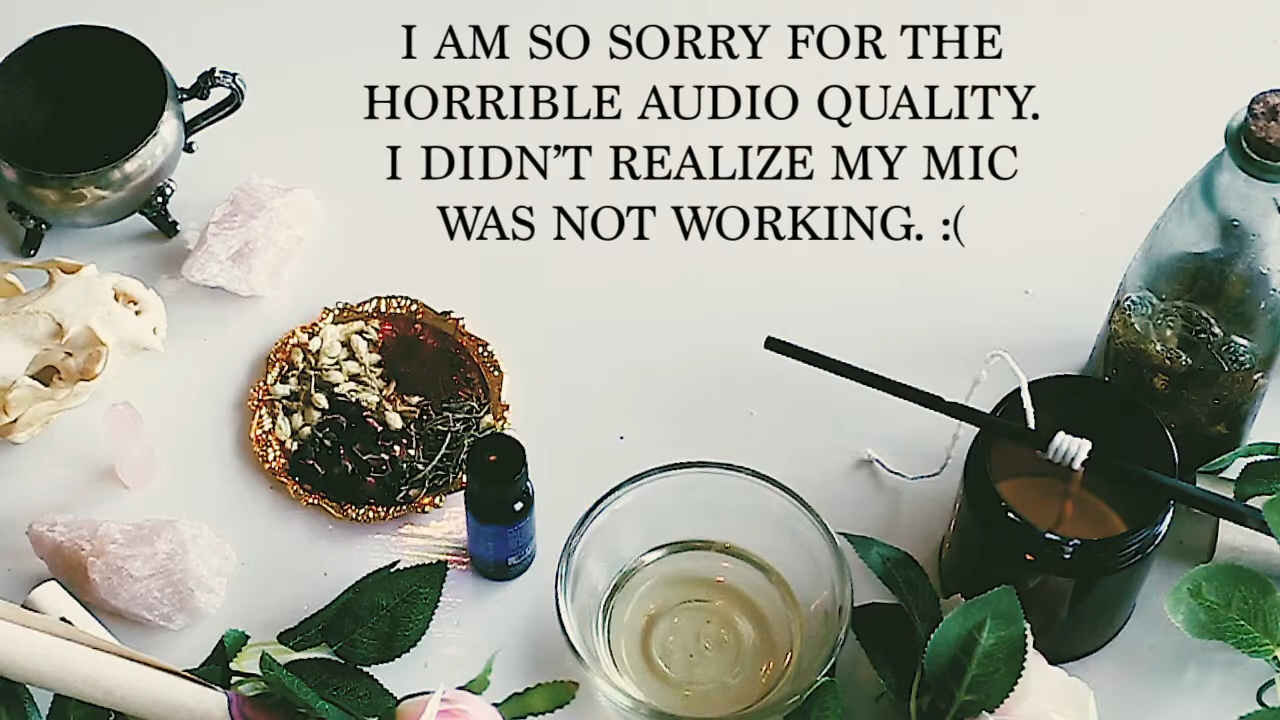 I AM SO SORRY FOR THE
HORRIBLE AUDIO QUALITY.
I DIDN’T REALIZE MY MIC
WAS NOT WORKING. :(